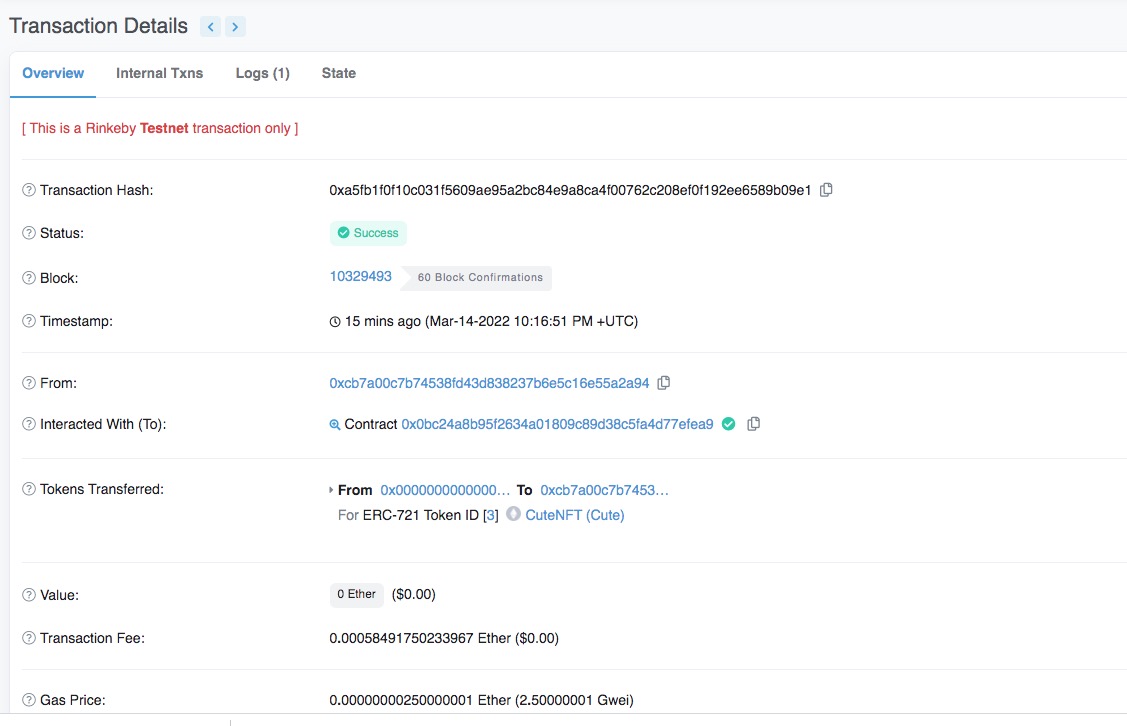 Transaction Details
Overview Internal Txns Logs (1) State
[ This is a Rinkeby Testnet transaction only ]
Transaction Hash: 0xa5fb1f0f10c031f5609ae95a2bc84e9a8ca4f00762c208ef0f192ee6589b09e1
Status: Success
Block: 10329493 60 Block Confirmations
Timestamp: 15 mins ago (Mar-14-2022 10:16:51 PM +UTC)
From: 0xcb7a00c7b74538fd43d838237b6e5c16e55a2a94
Interacted With (To): Contract 0x0bc24a8b95f2634a01809c89d38c5fa4d77efea9
Tokens Transferred: From 0x0000000000000... To 0xcb7a00c7b7453...
For ERC-721 Token ID [3] CuteNFT (Cute)
Value: 0 Ether ($0.00)
Transaction Fee: 0.00058491750233967 Ether ($0.00)
Gas Price: 0.00000000250000001 Ether (2.50000001 Gwei)